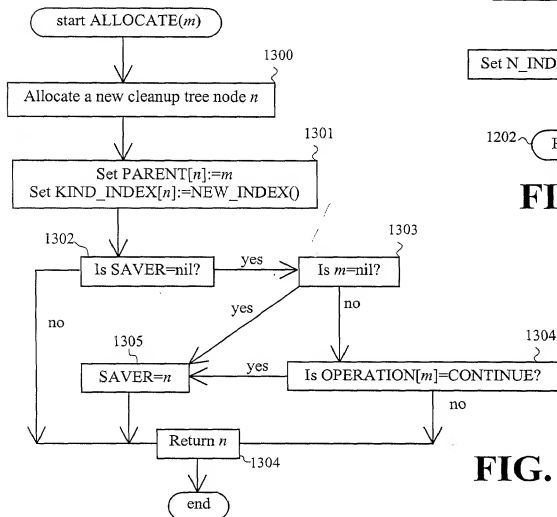 start ALLOCATE(m)
1300
Allocate a new cleanup tree node n
1301
Set PARENT[n]:=m
Set KIND_INDEX[n]:=NEW_INDEX()
1302
Is SAVER=nil?
yes
1303
Is m=nil?
no
yes
no
1305
SAVER=n
yes
1304
Is OPERATION[m]=CONTINUE?
no
Return n
1304
end
FIG.
Set N_IND
1202